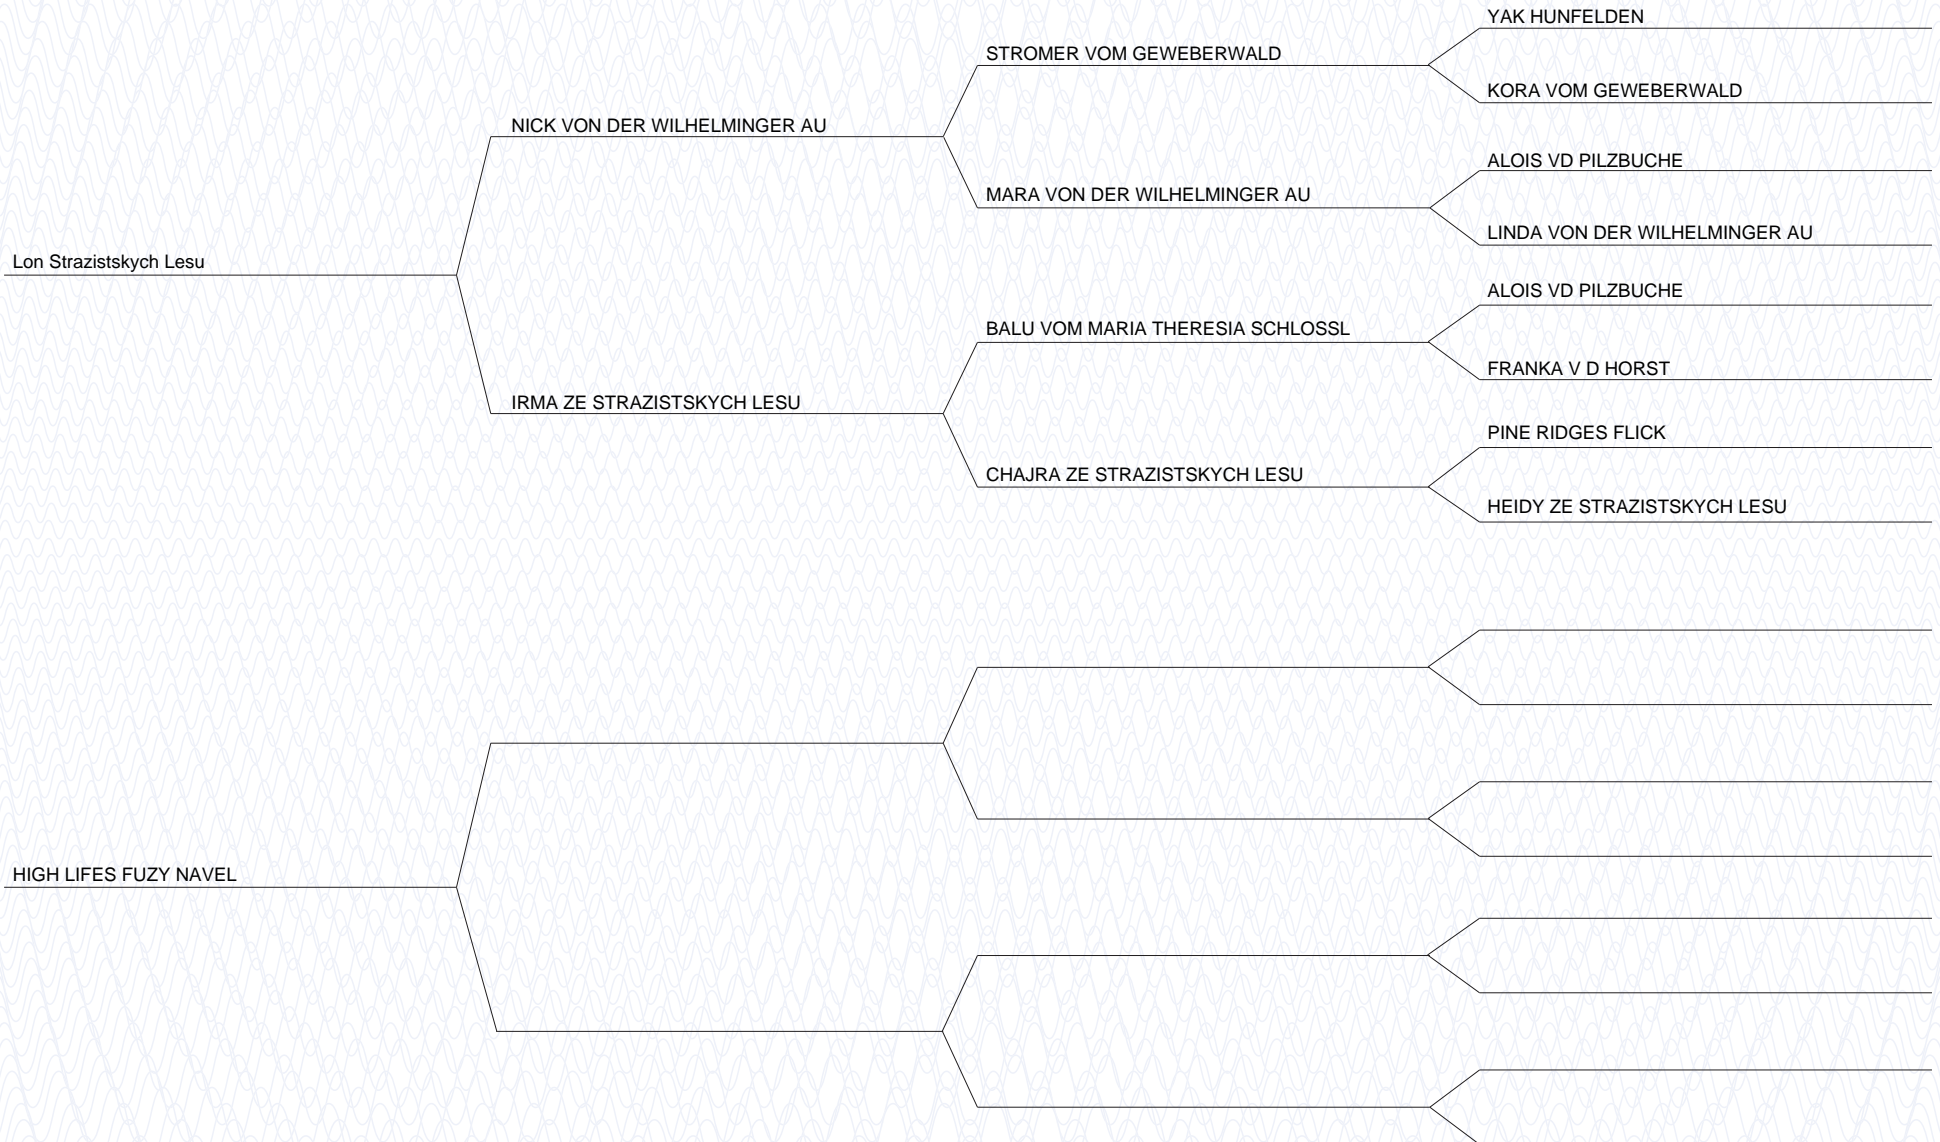 YAK HUNFELDEN
STROMER VOM GEWEBERWALD
KORA VOM GEWEBERWALD
NICK VON DER WILHELMINGER AU
ALOIS VD PILZBUCHE
MARA VON DER WILHELMINGER AU
LINDA VON DER WILHELMINGER AU
Lon Strazistskych Lesu
ALOIS VD PILZBUCHE
BALU VOM MARIA THERESIA SCHLOSSL
FRANKA V D HORST
IRMA ZE STRAZISTSKYCH LESU
PINE RIDGES FLICK
CHAJRA ZE STRAZISTSKYCH LESU
HEIDY ZE STRAZISTSKYCH LESU
HIGH LIFES FUZY NAVEL